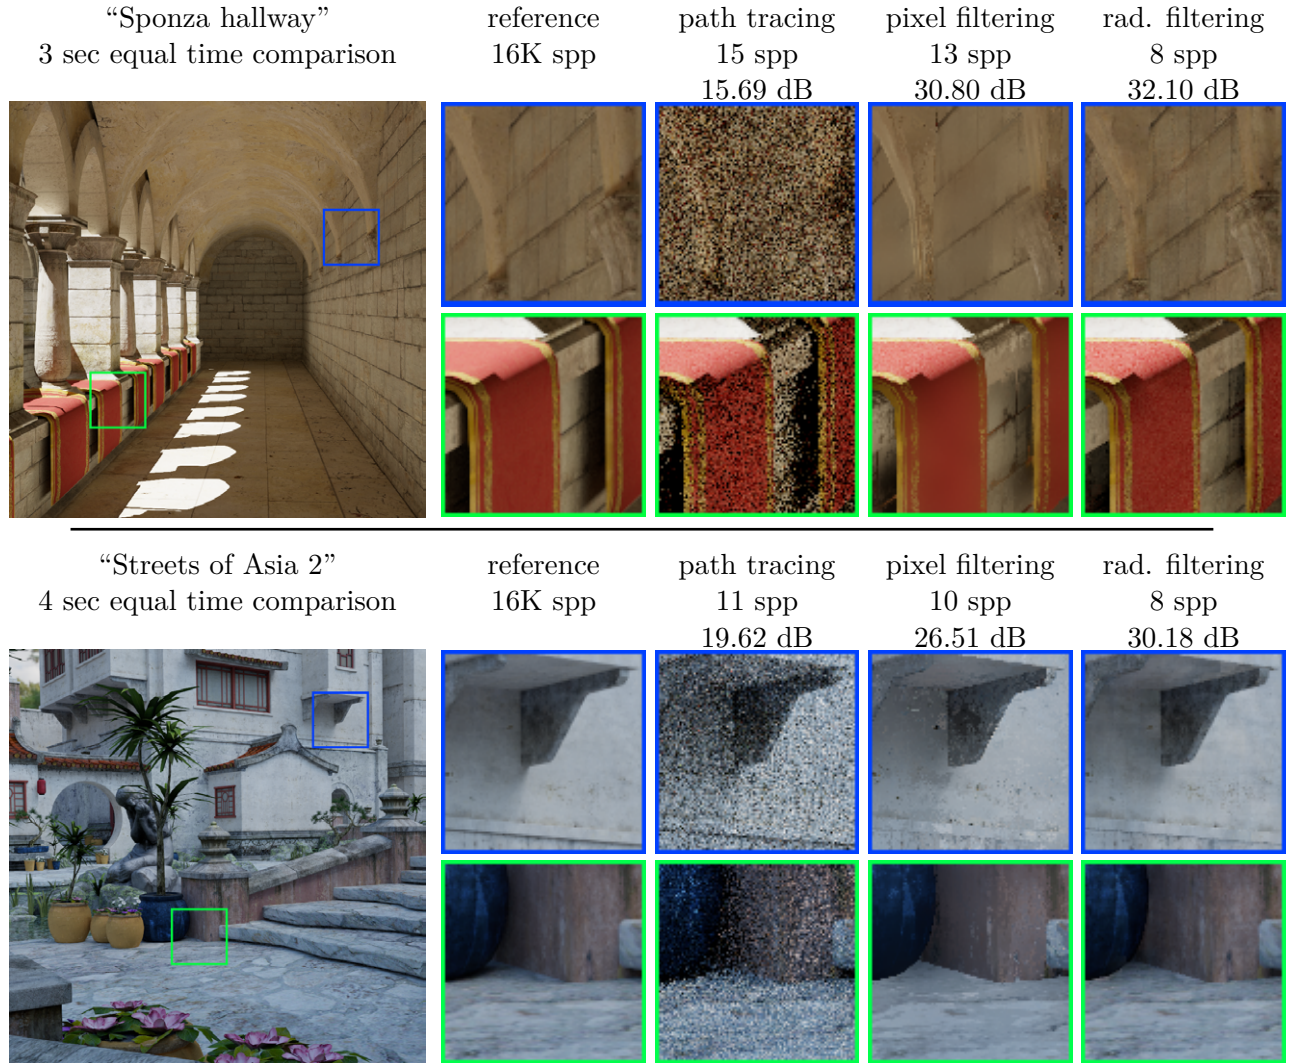 “Sponza hallway”
3 sec equal time comparison
reference
16K spp
path tracing
15 spp
15.69 dB
pixel filtering
13 spp
30.80 dB
rad. filtering
8 spp
32.10 dB
“Streets of Asia 2”
4 sec equal time comparison
reference
16K spp
path tracing
11 spp
19.62 dB
pixel filtering
10 spp
26.51 dB
rad. filtering
8 spp
30.18 dB